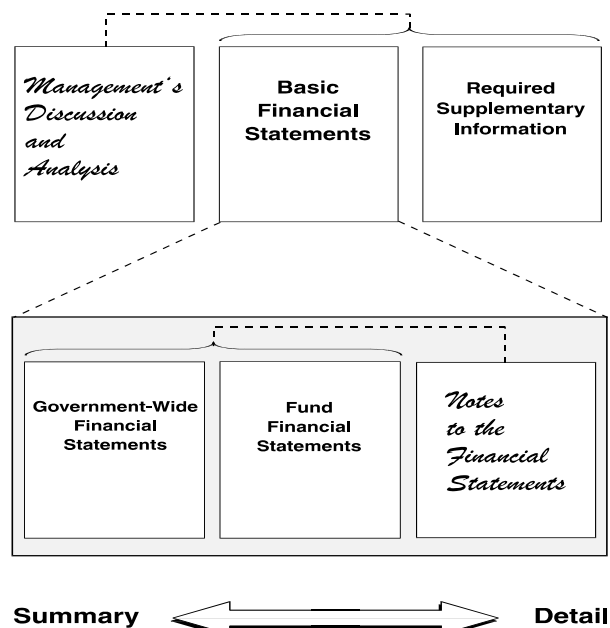 Management's
Discussion
and
Analysis
Basic
Financial
Statements
Required
Supplementary
Information
Government-Wide
Financial
Statements
Fund
Financial
Statements
Notes
to the
Financial
Statements
Summary
Detail